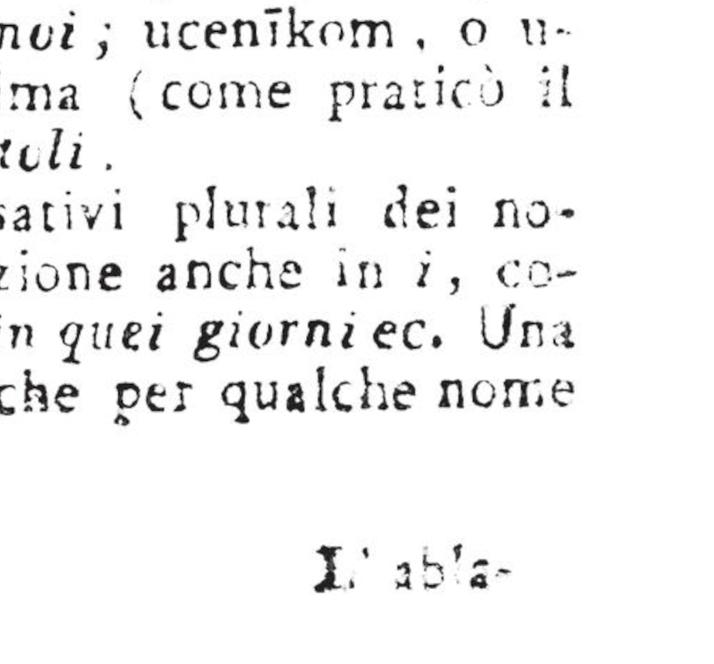 noi ; ucenīkom , o u-
ima ( come praticò il
toli .
sativi plurali dei no-
zione anche in i, co-
in quei giorni ec. Una
che per qualche nome
L' abla-